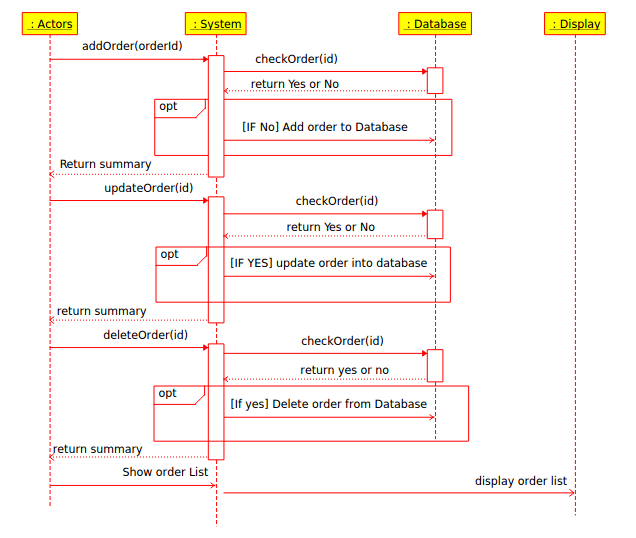 : Actors
: System
: Database
: Display
addOrder(orderId)
checkOrder(id)
return Yes or No
opt
[IF No] Add order to Database
Return summary
updateOrder(id)
checkOrder(id)
return Yes or No
opt
[IF YES] update order into database
return summary
deleteOrder(id)
checkOrder(id)
return yes or no
opt
[If yes] Delete order from Database
return summary
Show order List
display order list